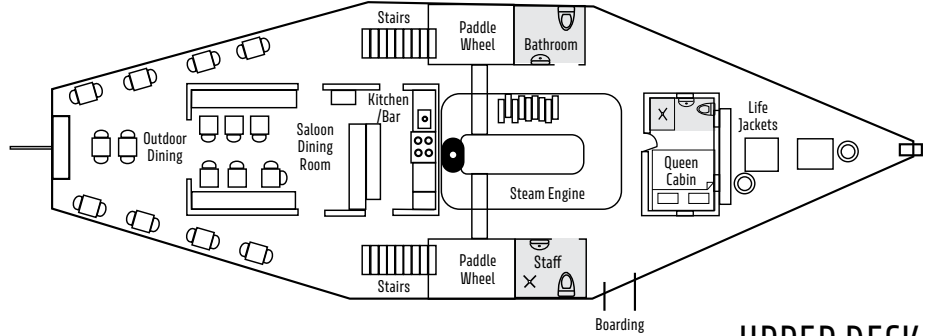 Stairs
Paddle
Wheel
Bathroom
Kitchen
/Bar
Life
Jackets
Outdoor
Dining
Saloon
Dining
Room
Queen
Cabin
Steam Engine
Stairs
Paddle
Wheel
Staff
Boarding